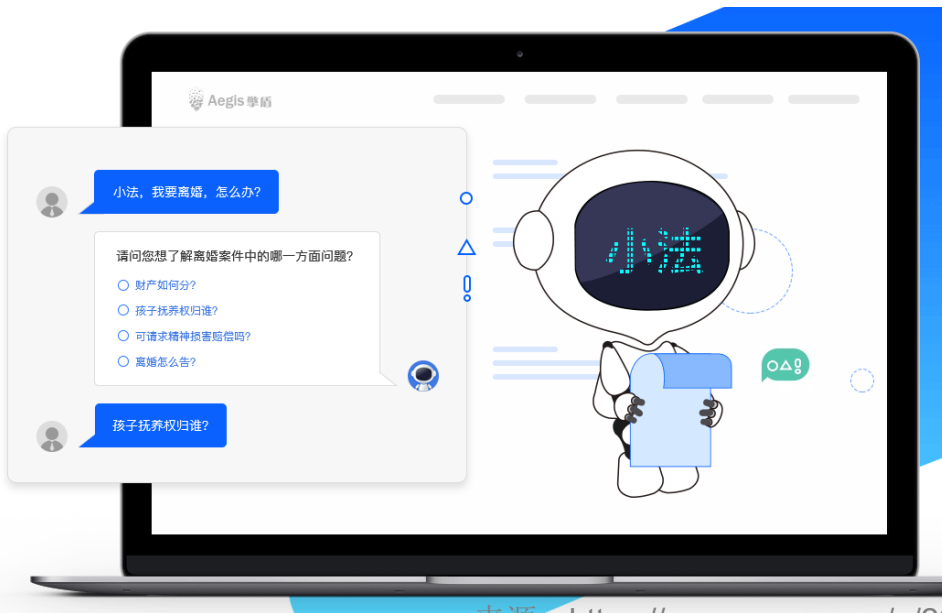 Aegis 擎盾
小法，我要离婚，怎么办?
请问您想了解离婚案件中的哪一方面问题?
财产如何分?
孩子抚养权归谁?
可请求精神损害赔偿吗?
离婚怎么告?
孩子抚养权归谁?
小法